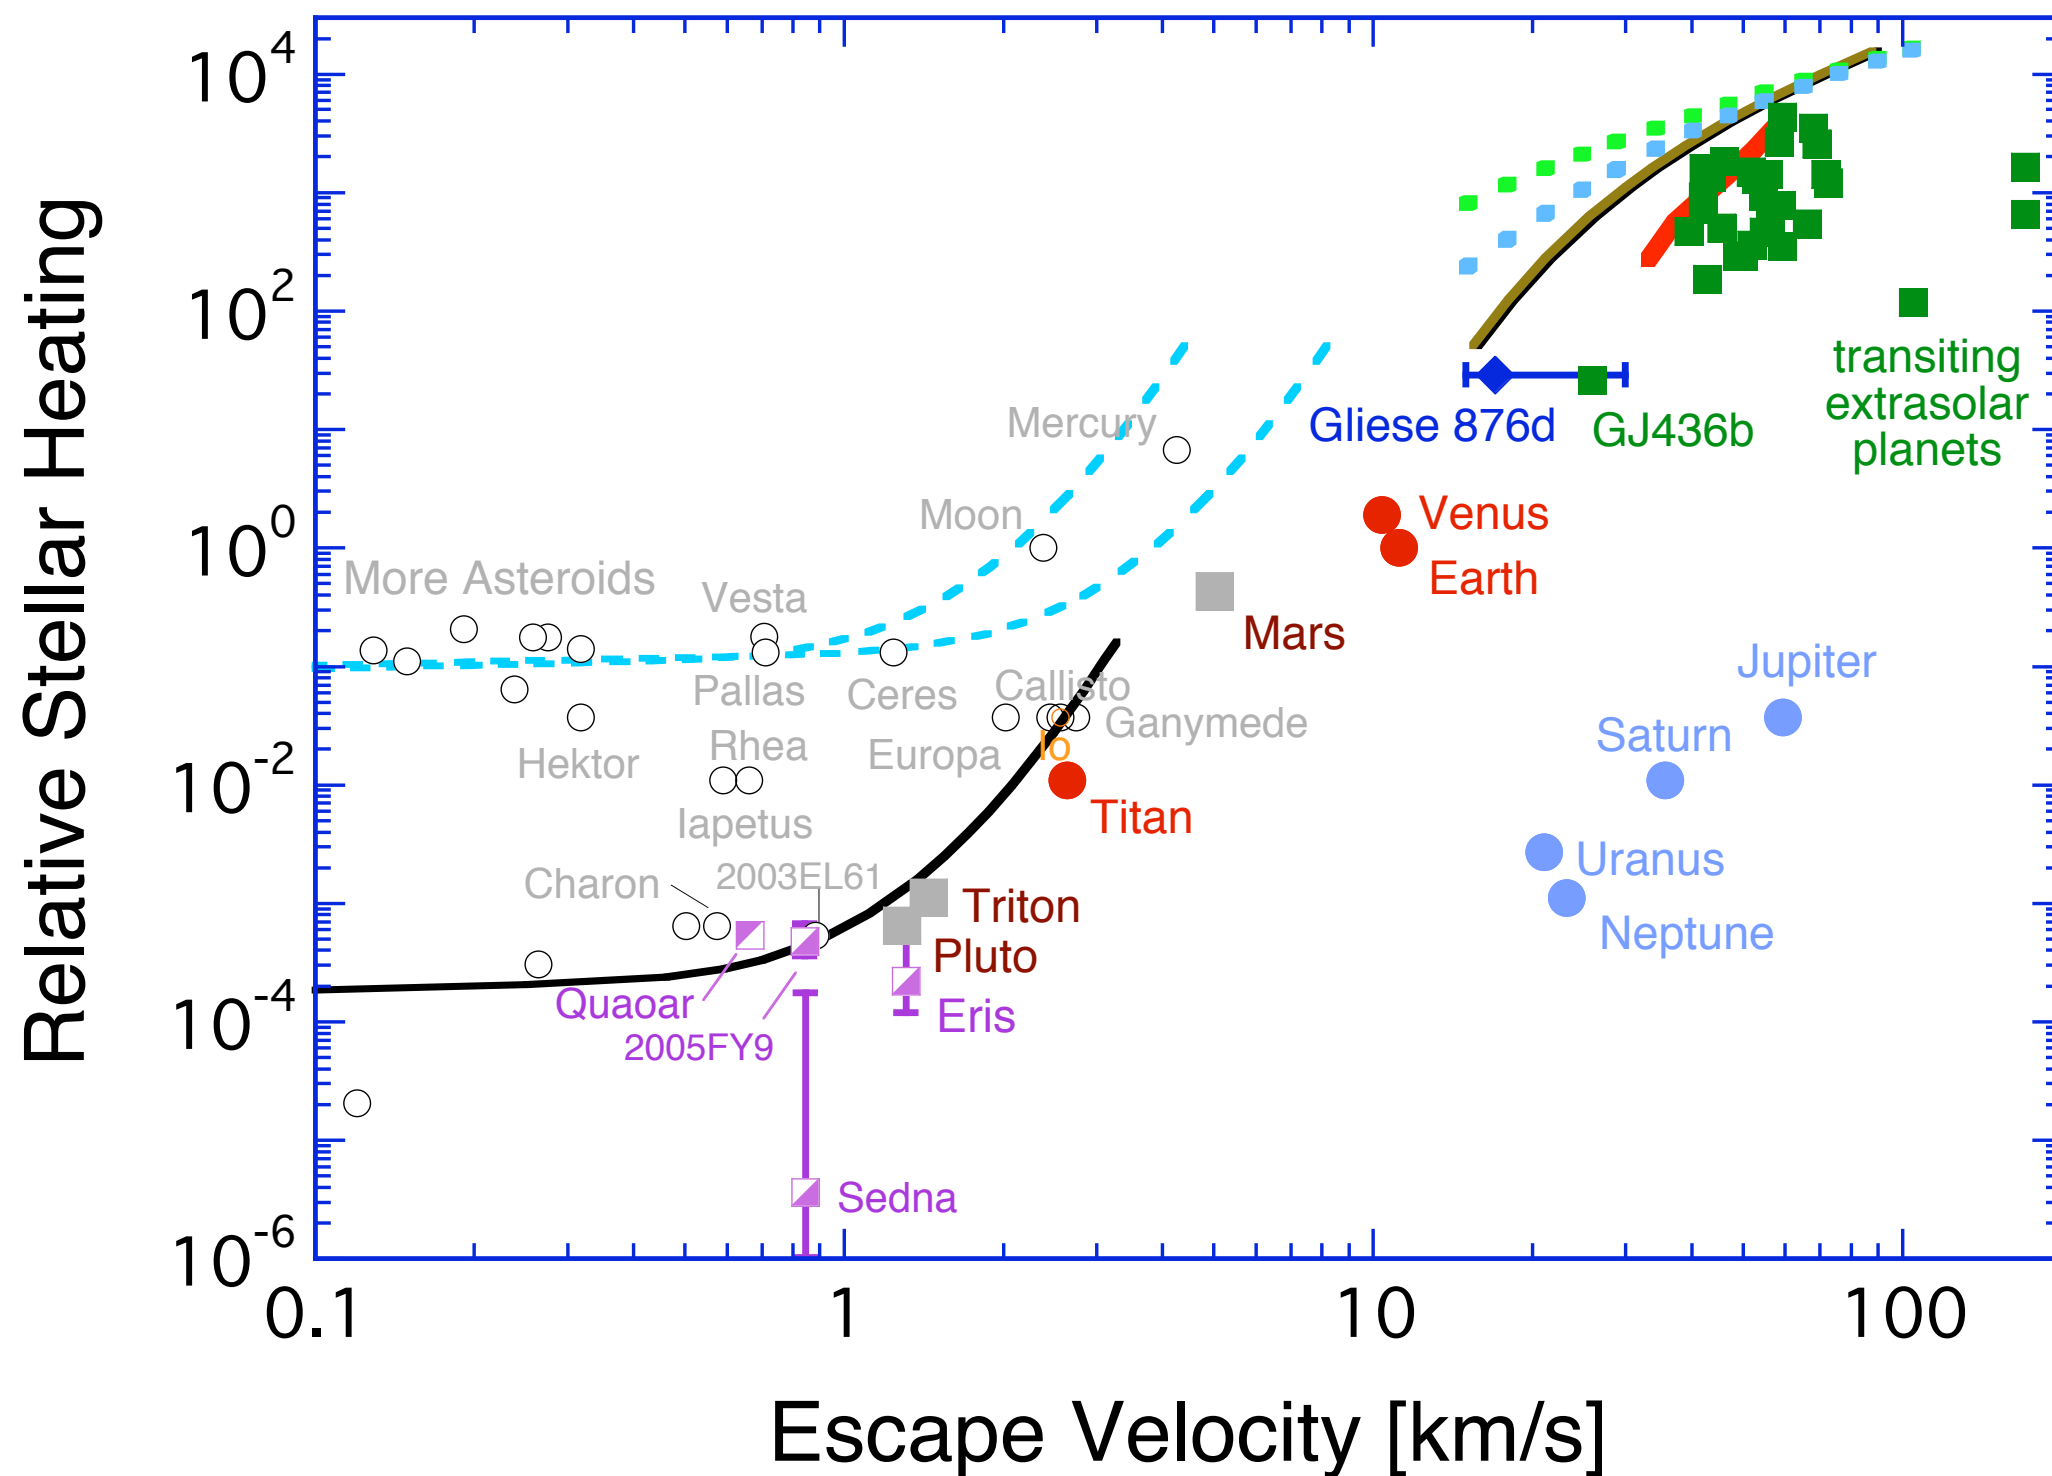 Relative Stellar Heating
10^4
10^2
10^0
10^-2
10^-4
10^-6
0.1
1
10
100
Escape Velocity [km/s]
transiting
extrasolar
planets
Mercury
Gliese 876d
GJ436b
Moon
Venus
Earth
More Asteroids
Vesta
Mars
Pallas
Ceres
Callisto
Ganymede
Jupiter
Hektor
Rhea
Europa
Io
Saturn
Iapetus
Titan
Charon
2003EL61
Uranus
Triton
Neptune
Pluto
Quaoar
Eris
2005FY9
Sedna